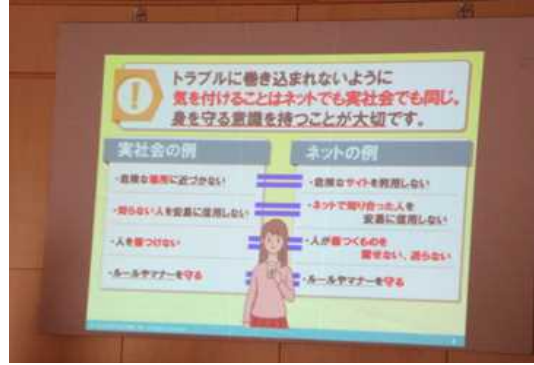 トラブルに巻き込まれないように
気を付けることはネットでも実社会でも同じ。
身を守る意識を持つことが大切です。
実社会の例
ネットの例
・危険な場所に近づかない
・危険なサイトを利用しない
・知らない人を安易に信用しない
・ネットで知り合った人を
安易に信用しない
・人を傷つけない
・人が傷つくものを
載せない、送らない
・ルールやマナーを守る
・ルールやマナーを守る